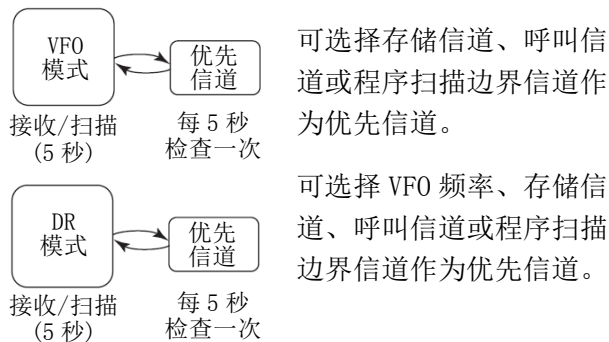 VFO
模式
优先
信道
接收/扫描
(5 秒)
每 5 秒
检查一次
可选择存储信道、呼叫信
道或程序扫描边界信道作
为优先信道。
DR
模式
优先
信道
接收/扫描
(5 秒)
每 5 秒
检查一次
可选择 VFO 频率、存储信
道、呼叫信道或程序扫描
边界信道作为优先信道。